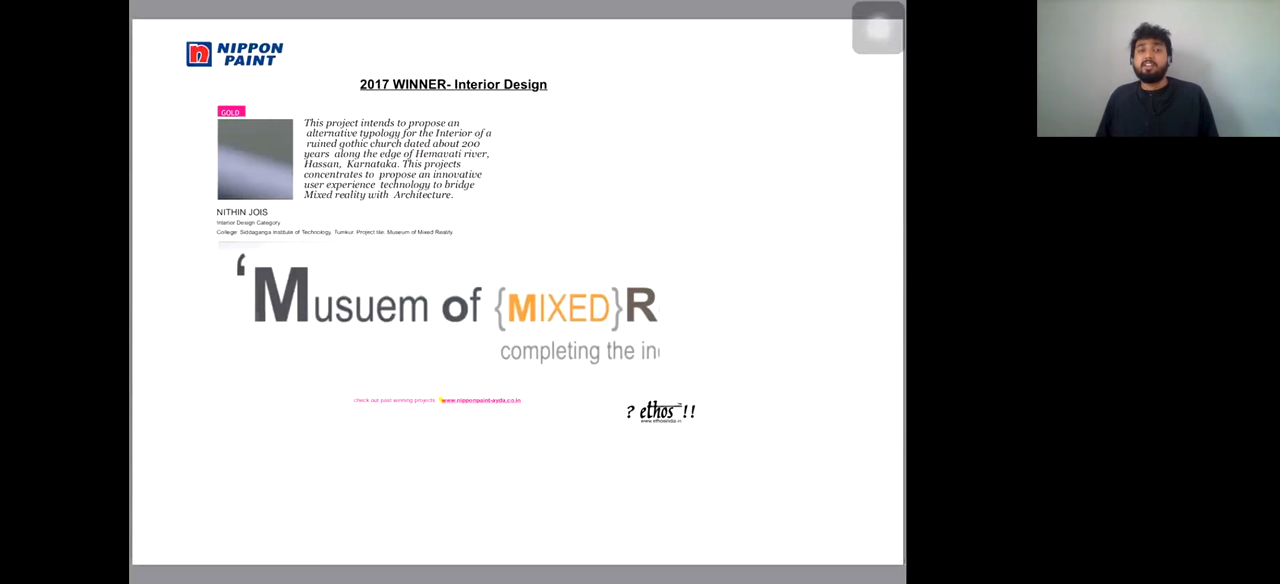 NIPPON
PAINT
2017 WINNER- Interior Design
GOLD
This project intends to propose an
alternative typology for the Interior of a
ruined gothic church dated about 200
years along the edge of Hemavati river,
Hassan, Karnataka. This projects
concentrates to propose an innovative
user experience technology to bridge
Mixed reality with Architecture.
NITHIN JOIS
Interior Design Category
College: Siddaganga Institute of Technology, Tumkur. Project title: Museum of Mixed Reality
‘Musuem of {MIXED}R
completing the in
check out past winning projects www.nipponpaint-ayda.co.in
? ethos !!
www.ethosindia.in